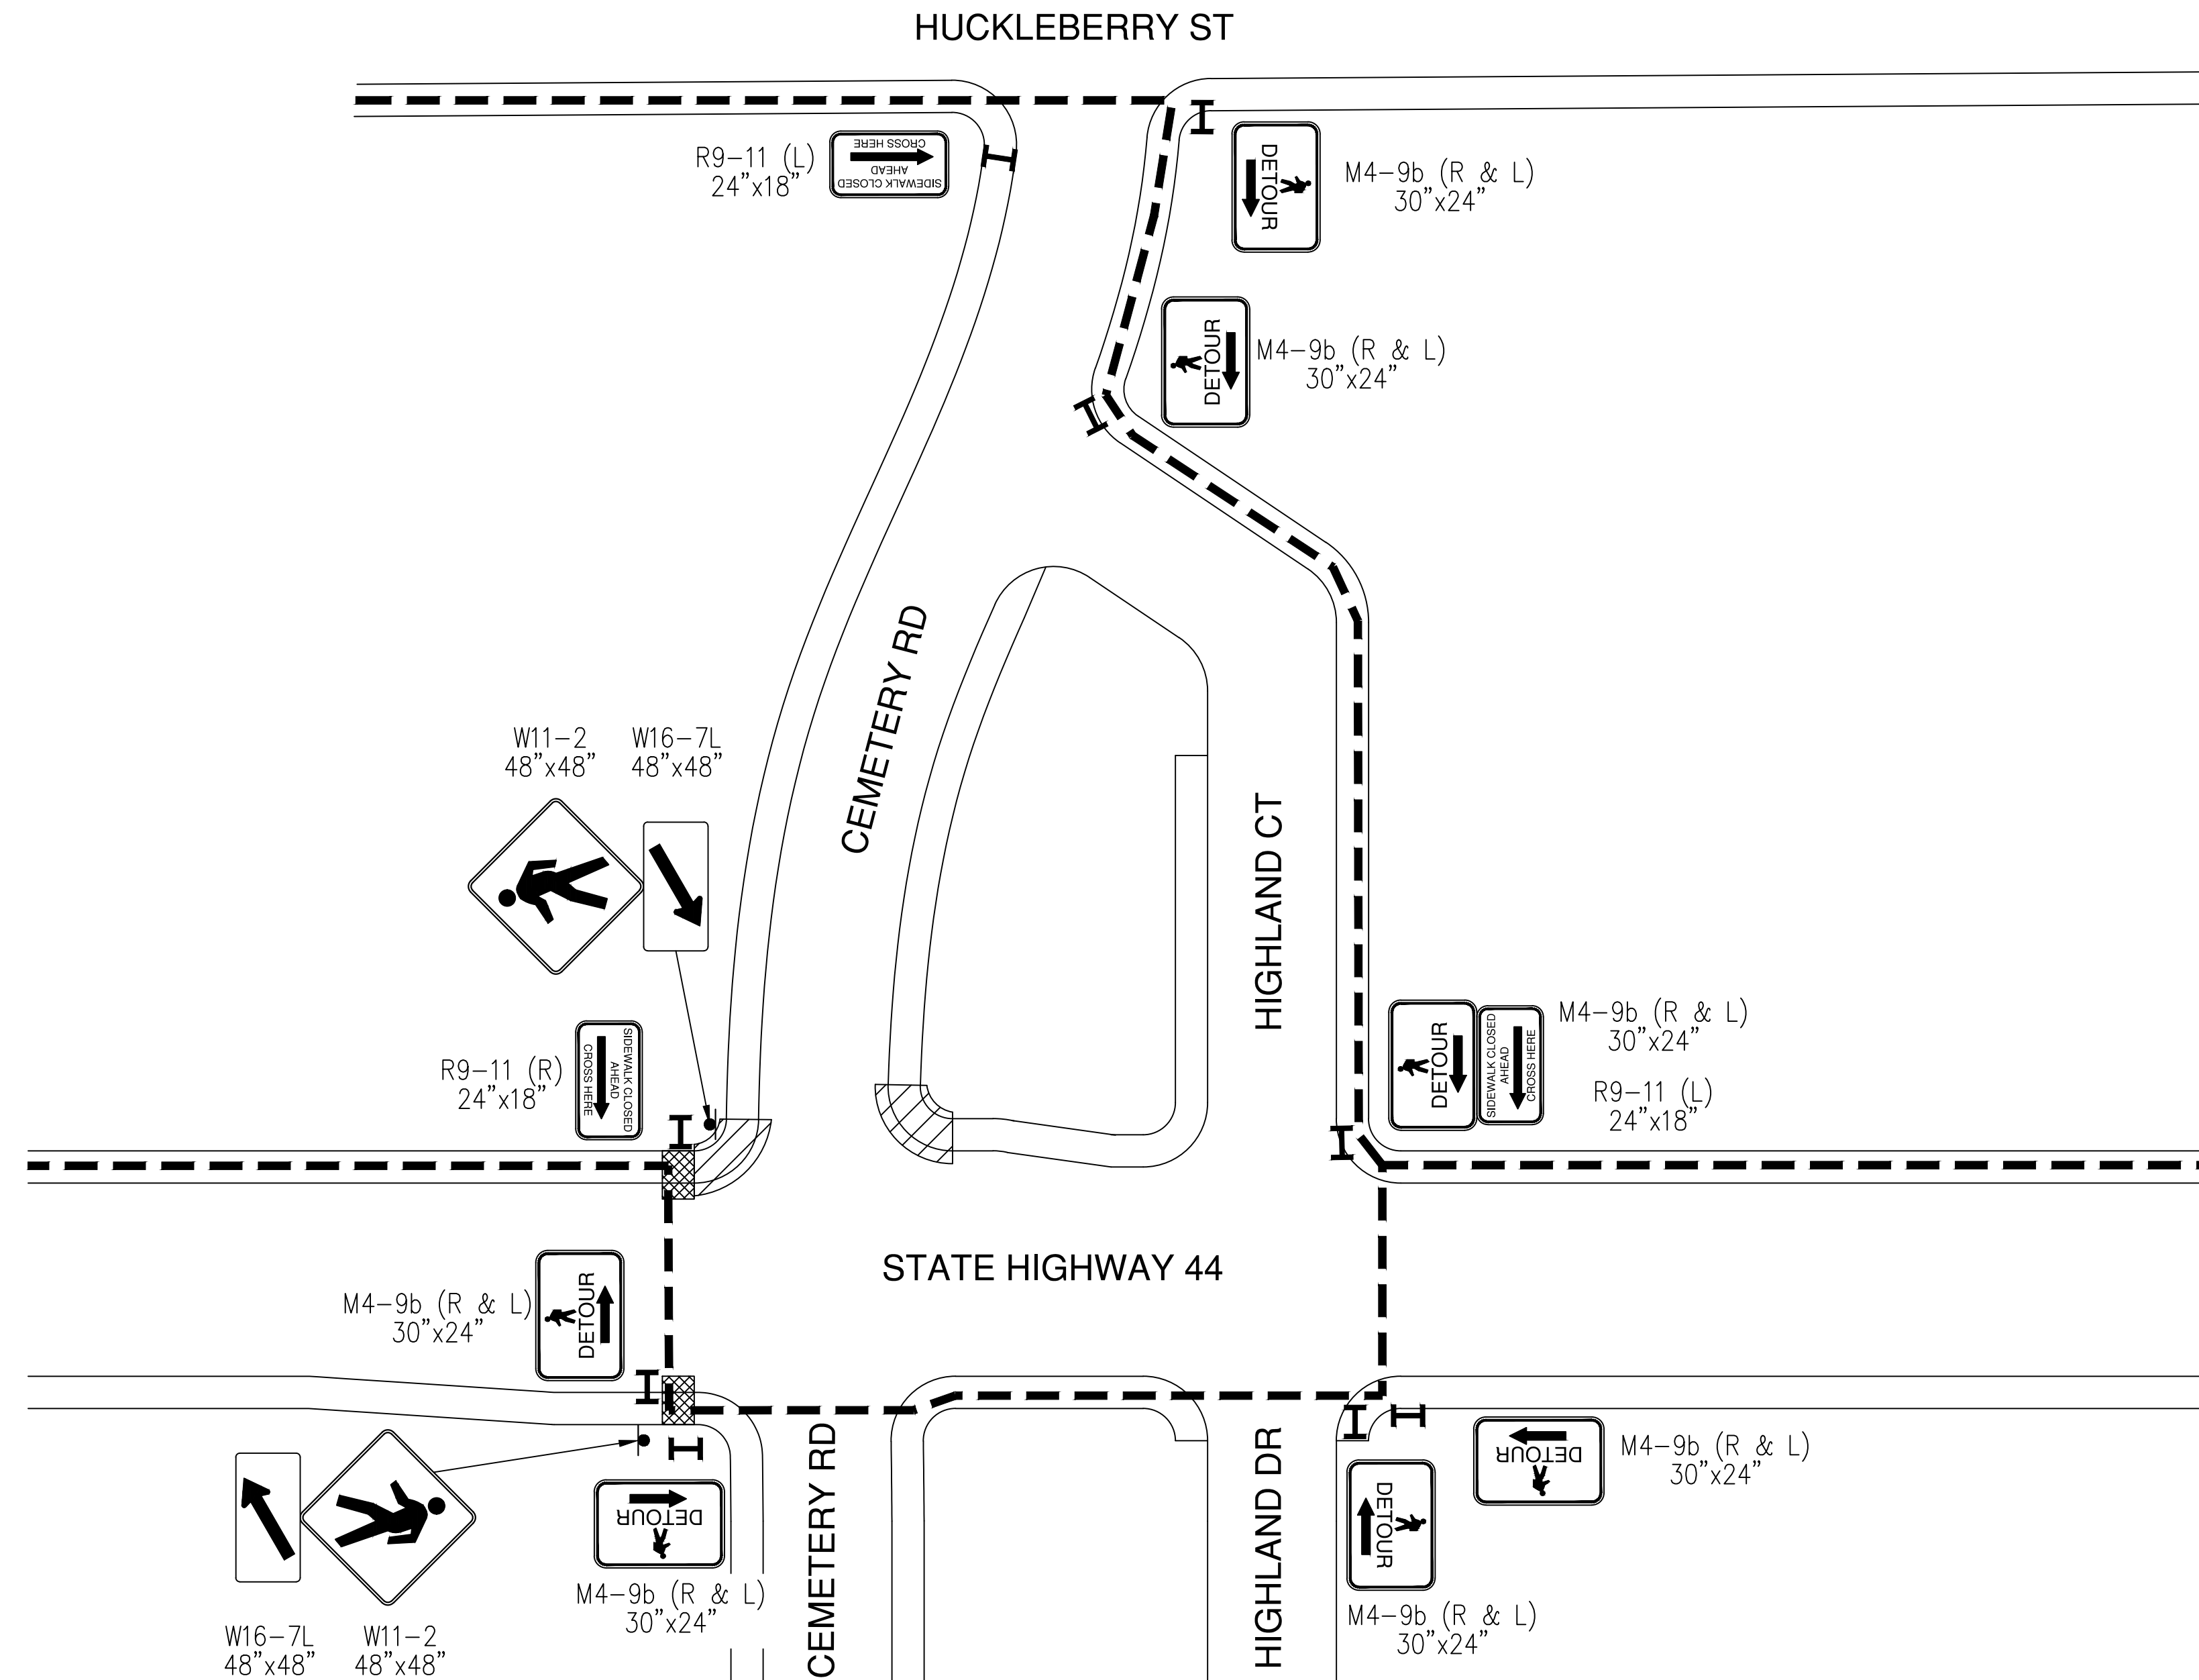 HUCKLEBERRY ST
R9-11 (L)
24"x18"
SIDEWALK CLOSED
AHEAD
CROSS HERE
DETOUR
M4-9b (R & L)
30"x24"
DETOUR
M4-9b (R & L)
30"x24"
CEMETERY RD
W11-2
48"x48"
W16-7L
48"x48"
HIGHLAND CT
R9-11 (R)
24"x18"
SIDEWALK CLOSED
AHEAD
CROSS HERE
DETOUR
SIDEWALK CLOSED
AHEAD
CROSS HERE
M4-9b (R & L)
30"x24"
R9-11 (L)
24"x18"
STATE HIGHWAY 44
M4-9b (R & L)
30"x24"
DETOUR
DETOUR
M4-9b (R & L)
30"x24"
CEMETERY RD
HIGHLAND DR
DETOUR
M4-9b (R & L)
30"x24"
DETOUR
M4-9b (R & L)
30"x24"
W16-7L
48"x48"
W11-2
48"x48"